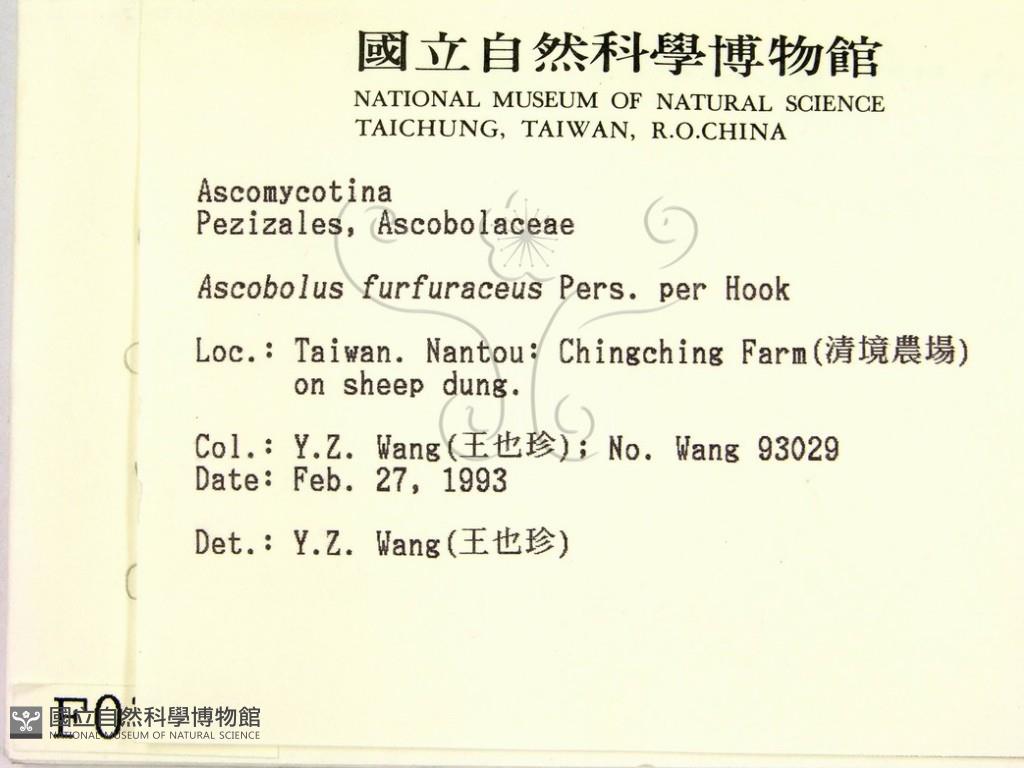 國立自然科學博物館
NATIONAL MUSEUM OF NATURAL SCIENCE
TAICHUNG, TAIWAN, R.O.CHINA
Ascomycotina
Pezizales, Ascobolaceae
Ascobolus furfuraceus Pers. per Hook
Loc.: Taiwan. Nantou: Chingching Farm(清境農場)
on sheep dung.
Col.: Y.Z. Wang(王也珍); No. Wang 93029
Date: Feb. 27, 1993
Det.: Y.Z. Wang(王也珍)
F0
國立自然科學博物館
NATIONAL MUSEUM OF NATURAL SCIENCE